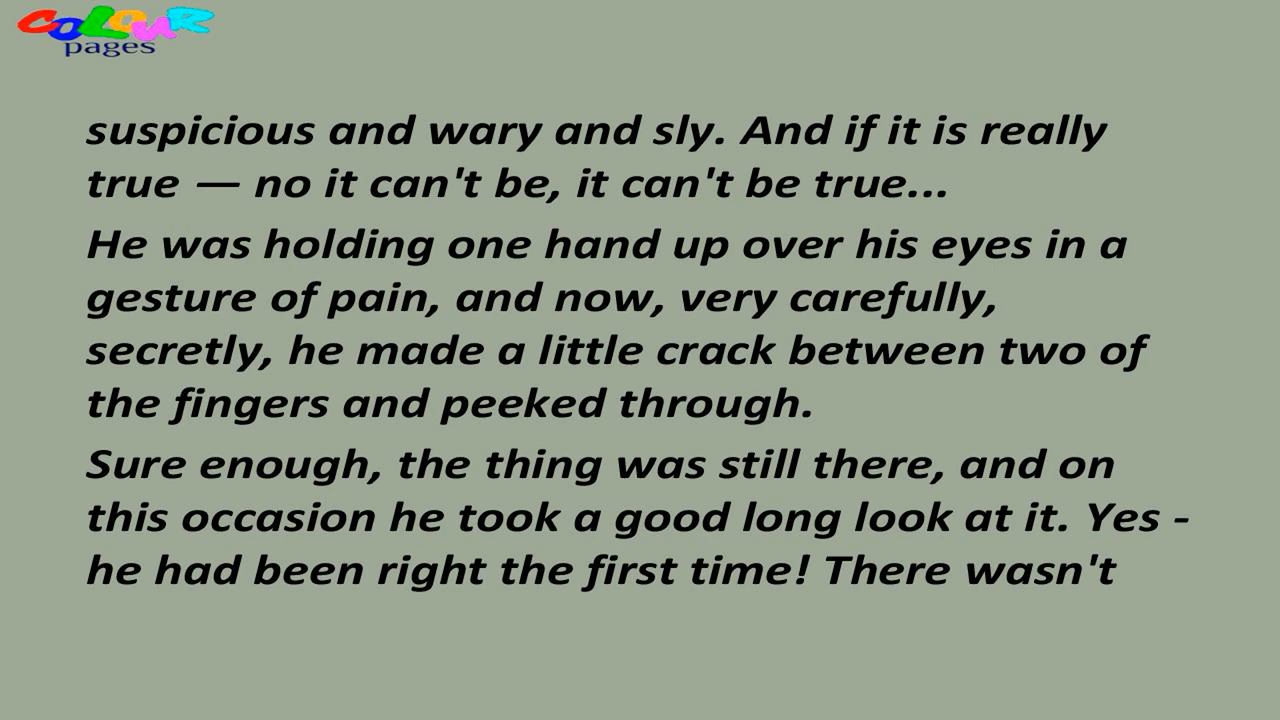 COLOUR
pages
suspicious and wary and sly. And if it is really
true — no it can't be, it can't be true...
He was holding one hand up over his eyes in a
gesture of pain, and now, very carefully,
secretly, he made a little crack between two of
the fingers and peeked through.
Sure enough, the thing was still there, and on
this occasion he took a good long look at it. Yes -
he had been right the first time! There wasn't